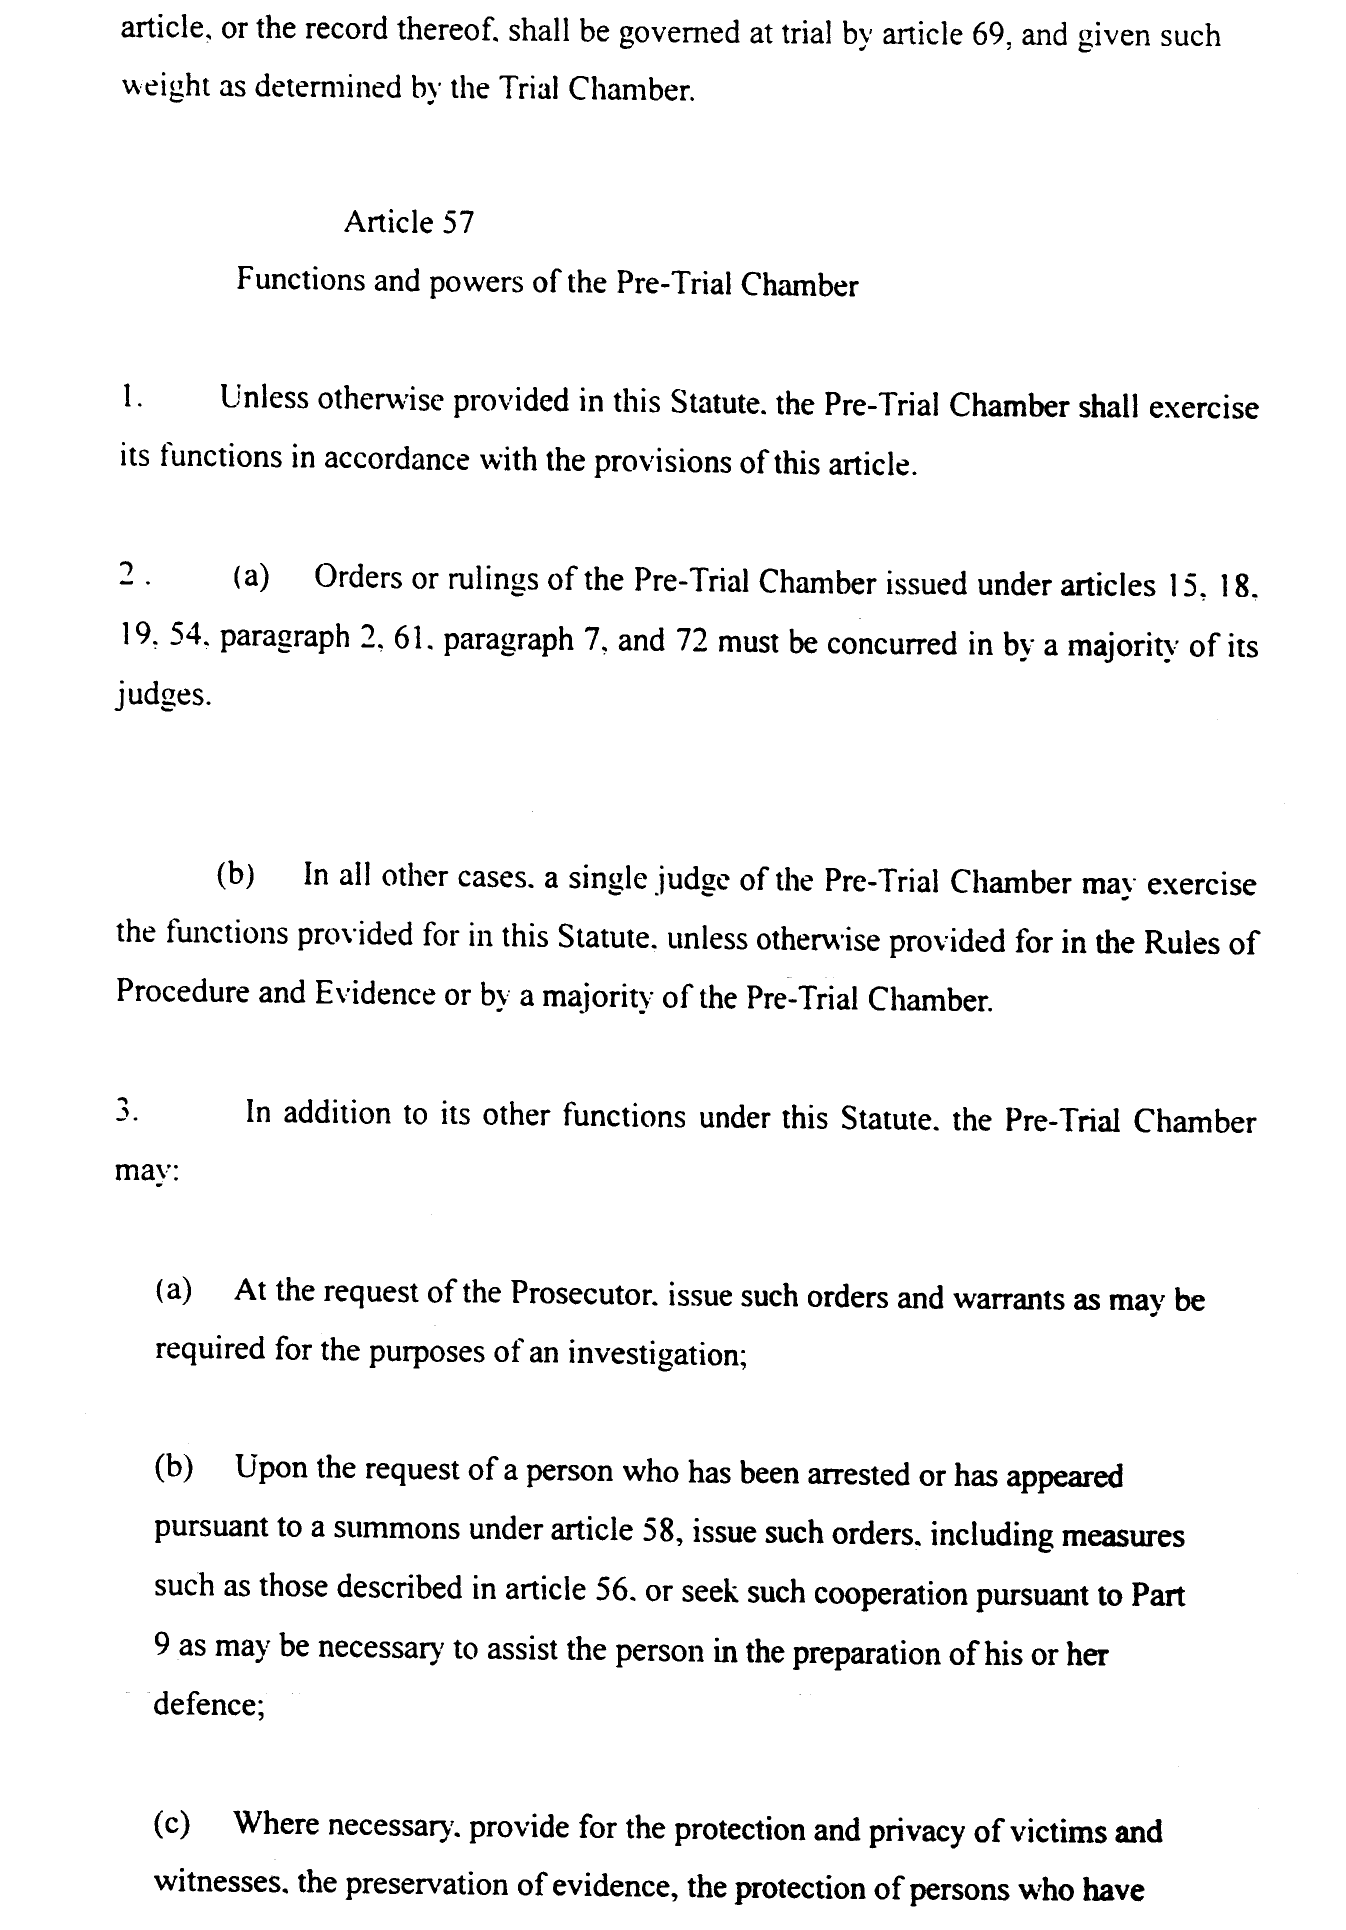 article, or the record thereof. shall be governed at trial by article 69, and given such
weight as determined by the Trial Chamber.
Article 57
Functions and powers of the Pre-Trial Chamber
1. Unless otherwise provided in this Statute. the Pre-Trial Chamber shall exercise
its functions in accordance with the provisions of this article.
2 . (a) Orders or rulings of the Pre-Trial Chamber issued under articles 15, 18.
19, 54. paragraph 2, 61. paragraph 7, and 72 must be concurred in by a majority of its
judges.
(b) In all other cases. a single judge of the Pre-Trial Chamber may exercise
the functions provided for in this Statute. unless otherwise provided for in the Rules of
Procedure and Evidence or by a majority of the Pre-Trial Chamber.
3. In addition to its other functions under this Statute. the Pre-Trial Chamber
may:
(a) At the request of the Prosecutor. issue such orders and warrants as may be
required for the purposes of an investigation;
(b) Upon the request of a person who has been arrested or has appeared
pursuant to a summons under article 58, issue such orders. including measures
such as those described in article 56. or seek such cooperation pursuant to Part
9 as may be necessary to assist the person in the preparation of his or her
defence;
(c) Where necessary. provide for the protection and privacy of victims and
witnesses. the preservation of evidence, the protection of persons who have